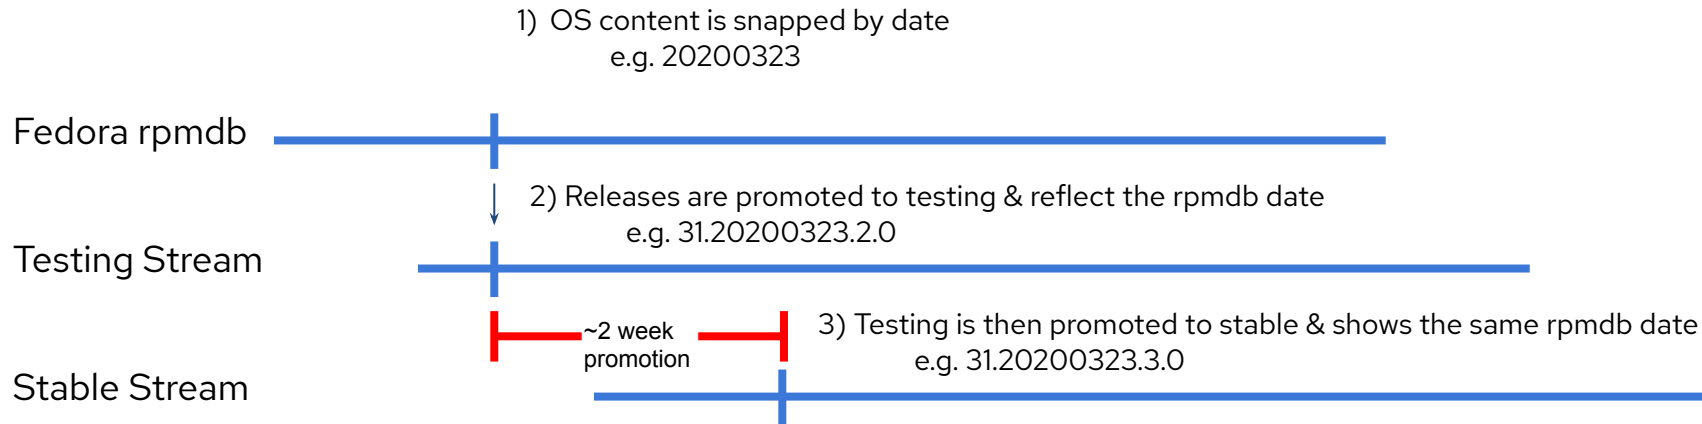 1) OS content is snapped by date
e.g. 20200323
Fedora rpmdb
2) Releases are promoted to testing & reflect the rpmdb date
e.g. 31.20200323.2.0
Testing Stream
~2 week
promotion
3) Testing is then promoted to stable & shows the same rpmdb date
e.g. 31.20200323.3.0
Stable Stream